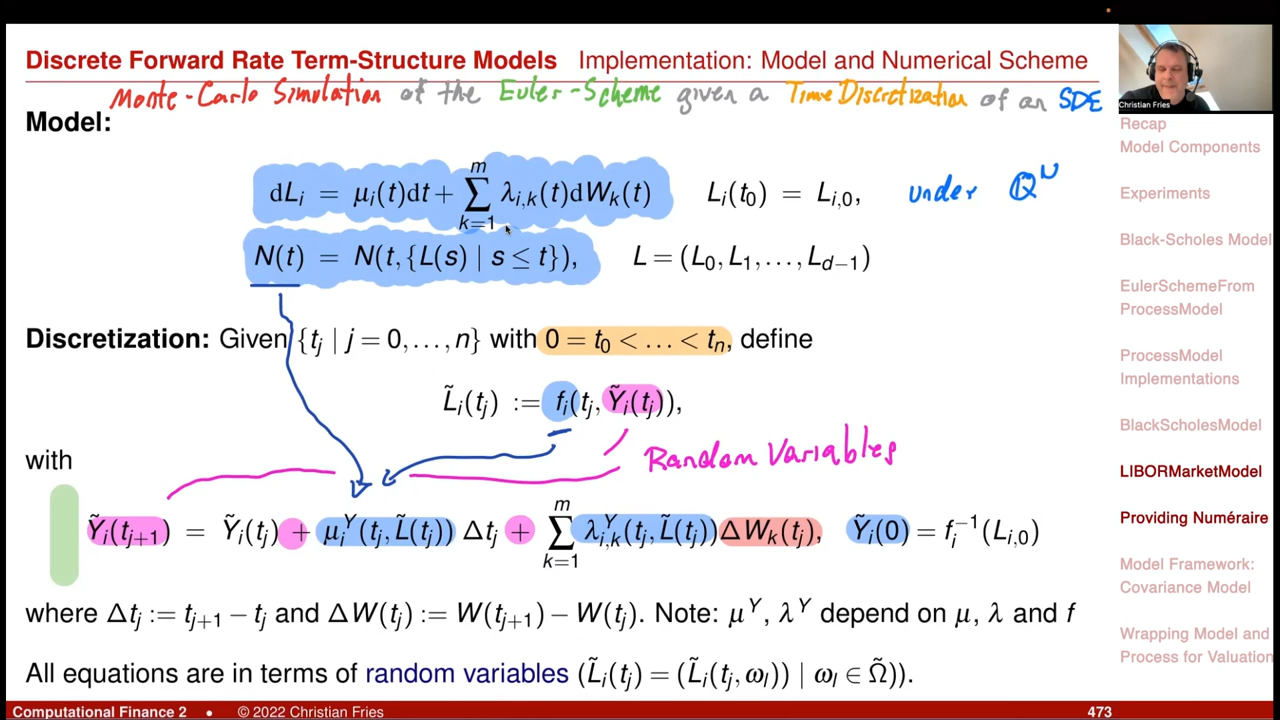 Discrete Forward Rate Term-Structure Models Implementation: Model and Numerical Scheme
Monte-Carlo Simulation of the Euler-Scheme given a Time Discretization of an SDE
Christian Fries
Model:
dL_i = μ_i(t)dt + ∑_{k=1}^{m} λ_{i,k}(t)dW_k(t) L_i(t_0) = L_{i,0}, under ℚ^N
N(t) = N(t, {L(s) | s ≤ t}), L = (L_0, L_1, ..., L_{d−1})
Discretization: Given {t_j | j = 0, ..., n} with 0 = t_0 < ... < t_n, define
L̃_i(t_j) := f_i(t_j, Ỹ_i(t_j)),
with
Random Variables
Ỹ_i(t_{j+1}) = Ỹ_i(t_j) + μ_i^Y(t_j, L̃(t_j)) Δt_j + ∑_{k=1}^{m} λ_{i,k}^Y(t_j, L̃(t_j)) ΔW_k(t_j), Ỹ_i(0) = f_i^{−1}(L_{i,0})
where Δt_j := t_{j+1} − t_j and ΔW(t_j) := W(t_{j+1}) − W(t_j). Note: μ^Y, λ^Y depend on μ, λ and f
All equations are in terms of random variables (L̃_i(t_j) = (L̃_i(t_j, ω_l)) | ω_l ∈ Ω̃)).
Recap
Model Components
Experiments
Black-Scholes Model
EulerSchemeFrom
ProcessModel
ProcessModel
Implementations
BlackScholesModel
LIBORMarketModel
Providing Numéraire
Model Framework:
Covariance Model
Wrapping Model and
Process for Valuation
Computational Finance 2 • © 2022 Christian Fries 473